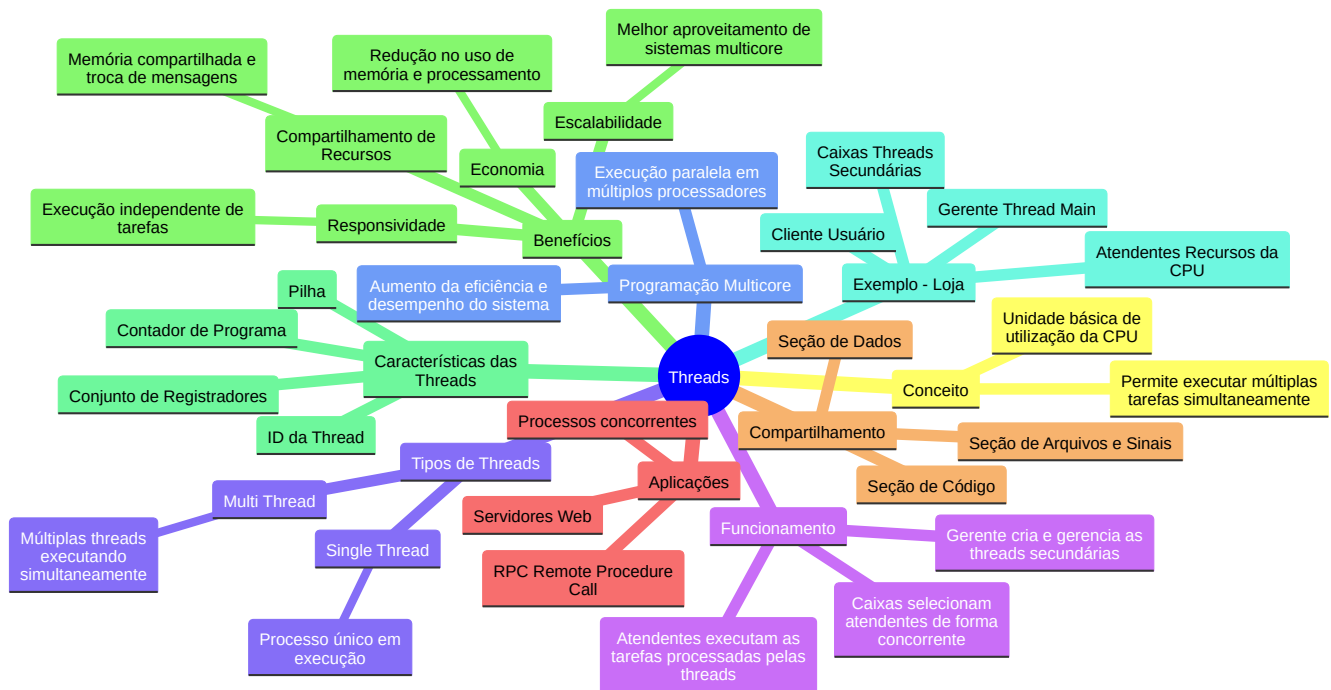 Threads
Conceito
Unidade básica de
utilização da CPU
Permite executar múltiplas
tarefas simultaneamente
Compartilhamento
Seção de Dados
Seção de Arquivos e Sinais
Seção de Código
Funcionamento
Gerente cria e gerencia as
threads secundárias
Caixas selecionam
atendentes de forma
concorrente
Atendentes executam as
tarefas processadas pelas
threads
Aplicações
Processos concorrentes
Servidores Web
RPC Remote Procedure
Call
Tipos de Threads
Single Thread
Processo único em
execução
Multi Thread
Múltiplas threads
executando
simultaneamente
Características das
Threads
ID da Thread
Conjunto de Registradores
Contador de Programa
Pilha
Benefícios
Responsividade
Execução independente de
tarefas
Compartilhamento de
Recursos
Memória compartilhada e
troca de mensagens
Economia
Redução no uso de
memória e processamento
Escalabilidade
Melhor aproveitamento de
sistemas multicore
Programação Multicore
Aumento da eficiência e
desempenho do sistema
Execução paralela em
múltiplos processadores
Exemplo - Loja
Cliente Usuário
Caixas Threads
Secundárias
Gerente Thread Main
Atendentes Recursos da
CPU